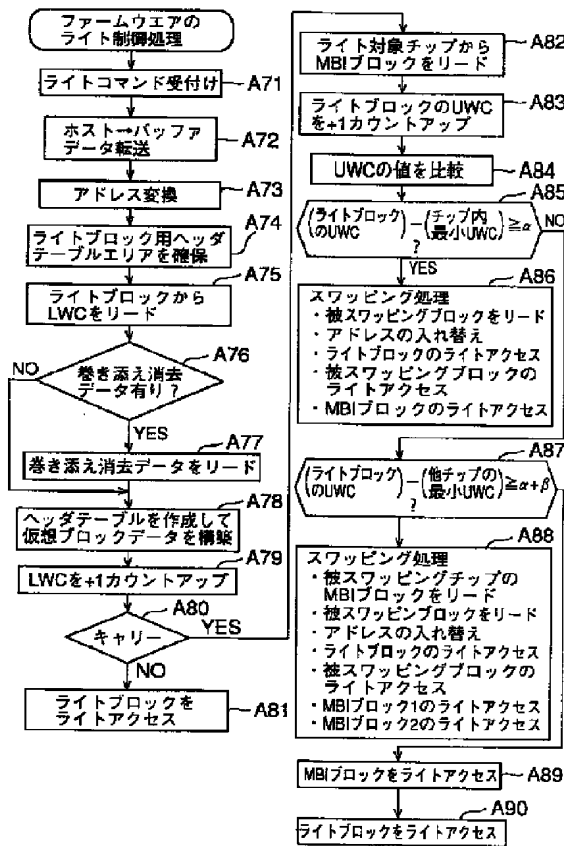 ファームウエアの
ライト制御処理
ライトコマンド受付け
A71
ホスト→バッファ
データ転送
A72
アドレス変換
A73
ライトブロック用ヘッダ
テーブルエリアを確保
A74
ライトブロックから
LWCをリード
A75
巻き添え消去
データ有り?
A76
NO
YES
巻き添え消去データをリード
A77
ヘッダテーブルを作成して
仮想ブロックデータを構築
A78
LWCを+1カウントアップ
A79
キャリー
A80
YES
NO
ライトブロックを
ライトアクセス
A81
ライト対象チップから
MBIブロックをリード
A82
ライトブロックのUWC
を+1カウントアップ
A83
UWCの値を比較
A84
A85
(ライトブロック
のUWC)-(チップ内
最小UWC)≧α
?
NO
YES
A86
スワッピング処理
・被スワッピングブロックをリード
・アドレスの入れ替え
・ライトブロックのライトアクセス
・被スワッピングブロックの
ライトアクセス
・MBIブロックのライトアクセス
A87
(ライトブロック
のUWC)-(他チップの
最小UWC)≧α+β
?
A88
スワッピング処理
・被スワッピングチップの
MBIブロックをリード
・被スワッピングブロックをリード
・アドレスの入れ替え
・ライトブロックのライトアクセス
・被スワッピングブロックの
ライトアクセス
・MBIブロック1のライトアクセス
・MBIブロック2のライトアクセス
MBIブロックをライトアクセス
A89
ライトブロックをライトアクセス
A90